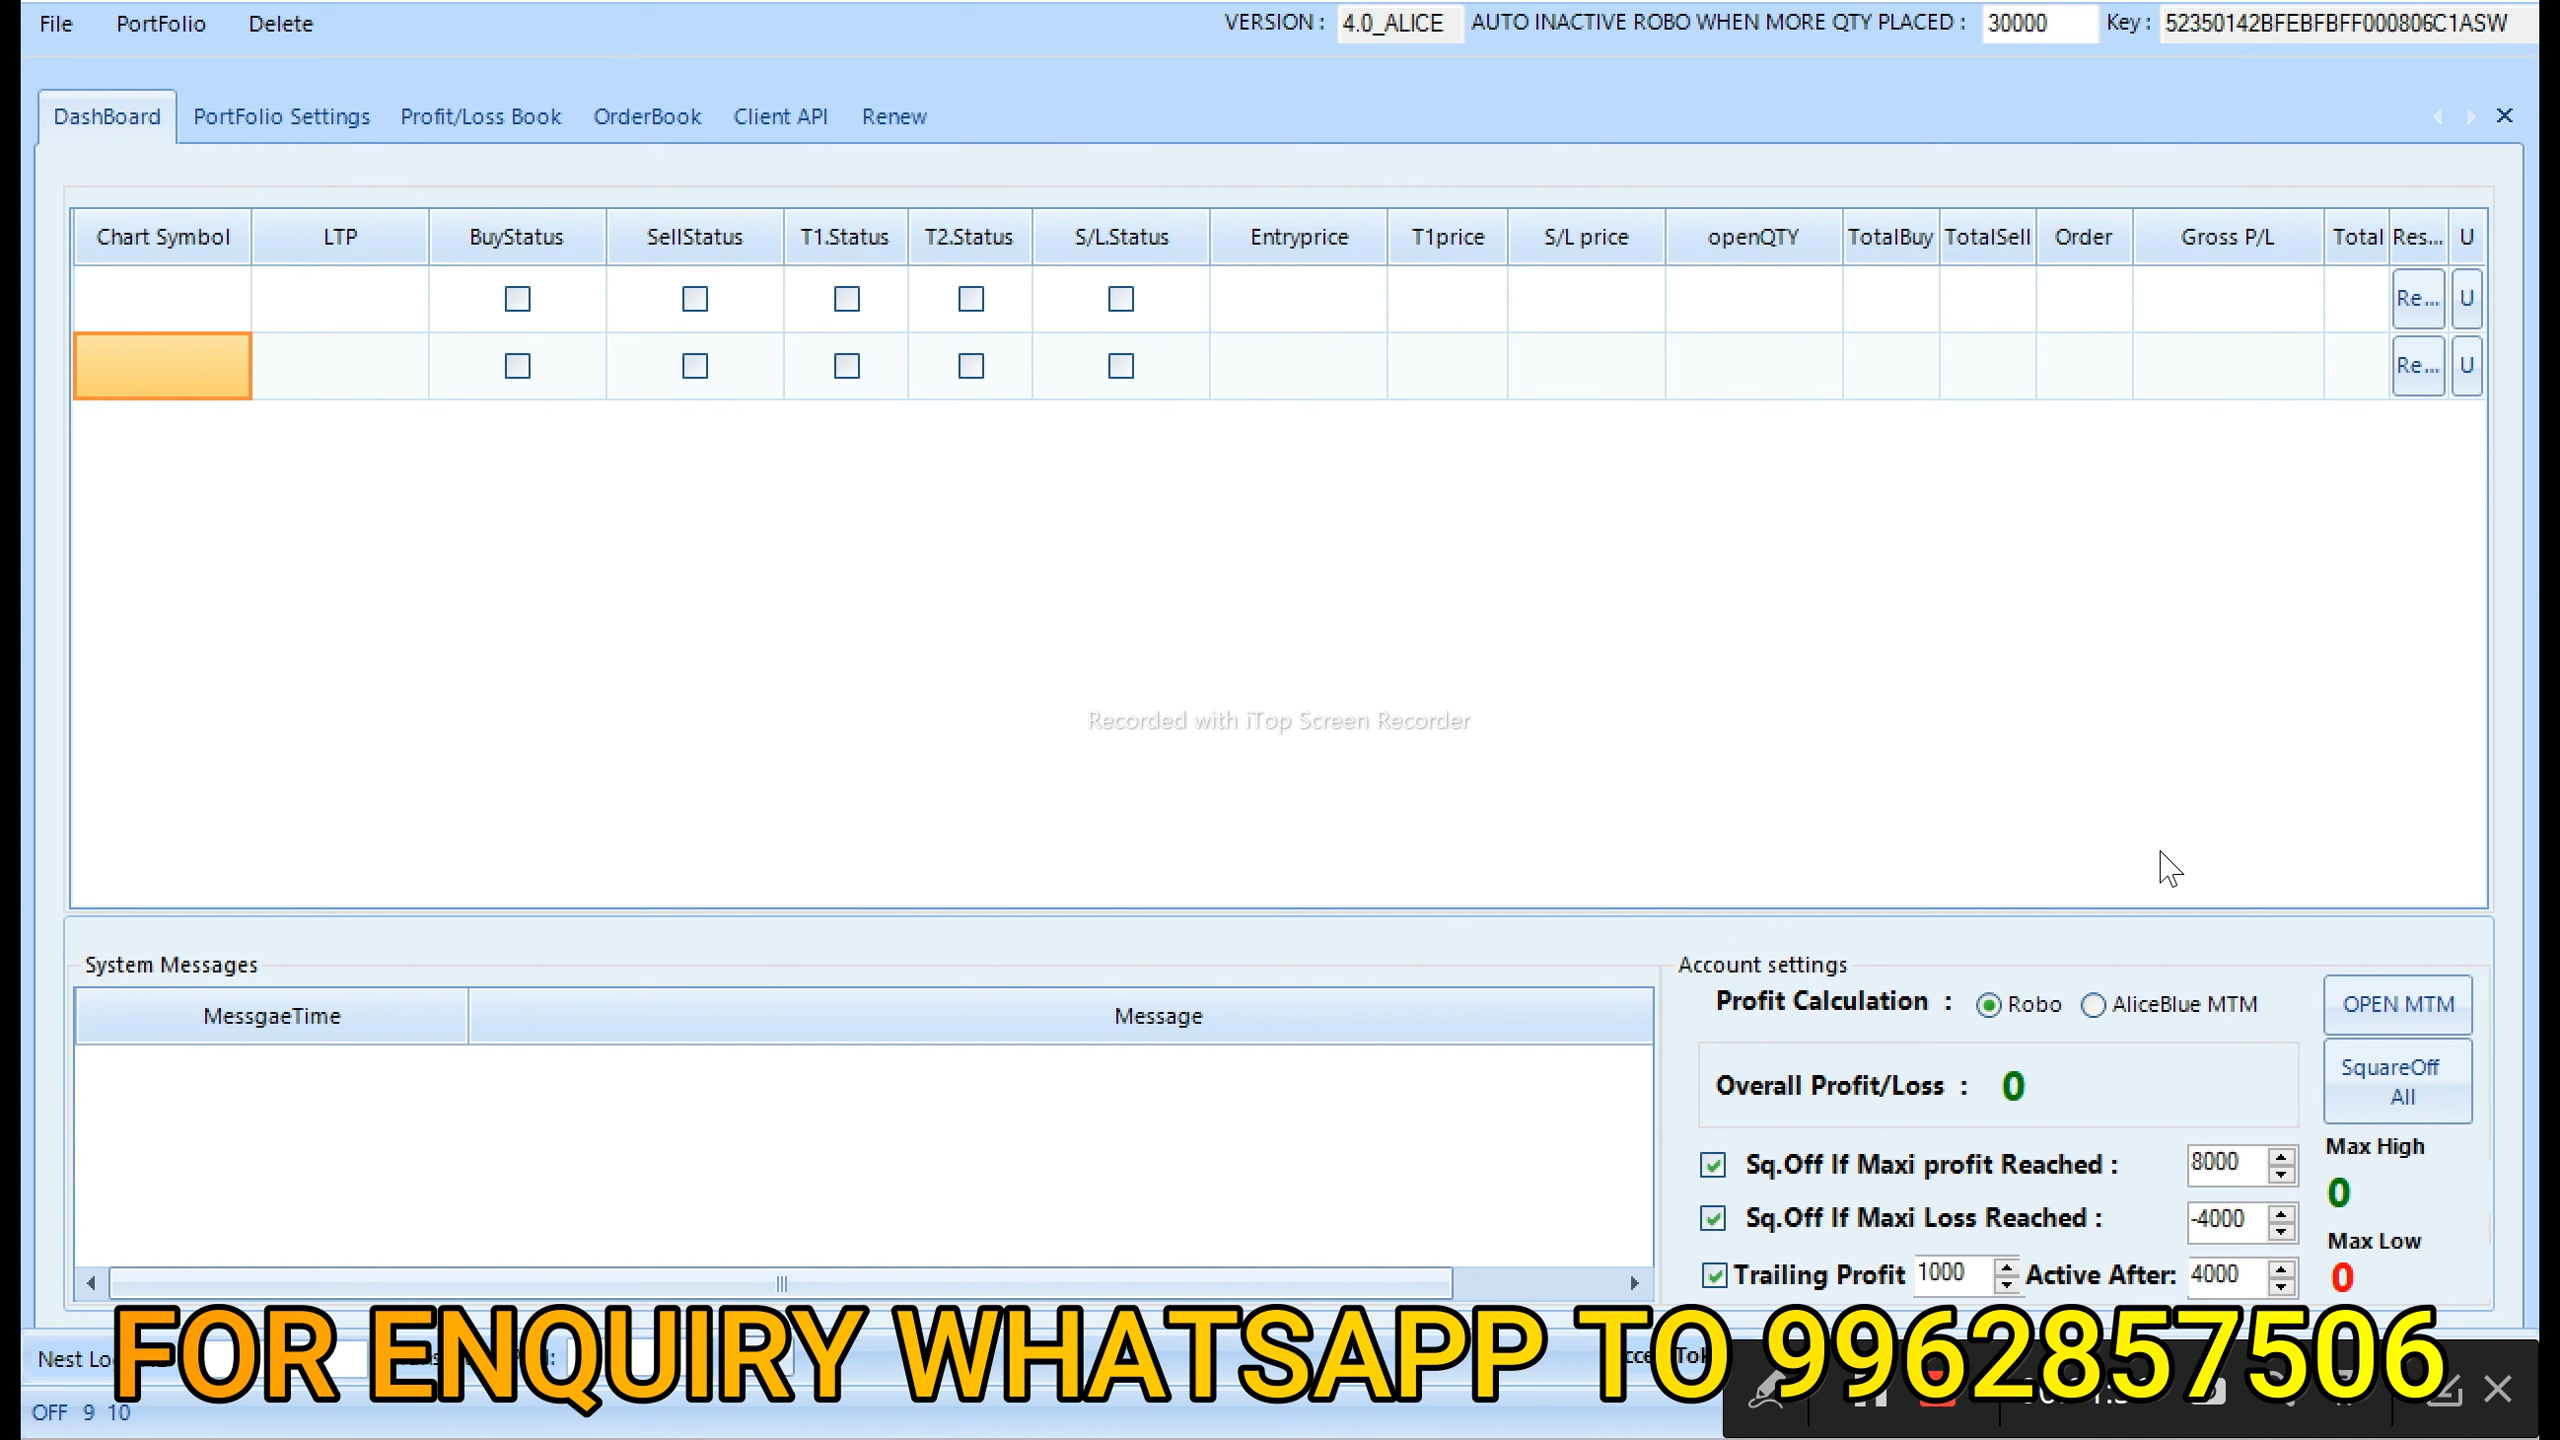 File PortFolio Delete VERSION : 4.0_ALICE AUTO INACTIVE ROBO WHEN MORE QTY PLACED : 30000 Key : 52350142BFEBFBFF000806C1ASW
DashBoard PortFolio Settings Profit/Loss Book OrderBook Client API Renew
Chart Symbol LTP BuyStatus SellStatus T1.Status T2.Status S/L.Status Entryprice T1price S/L price openQTY TotalBuy TotalSell Order Gross P/L Total Res... U
Re... U
Re... U
Recorded with iTop Screen Recorder
System Messages
MessgaeTime Message
Account settings
Profit Calculation : Robo AliceBlue MTM OPEN MTM
Overall Profit/Loss : 0 SquareOff All
Sq.Off If Maxi profit Reached : 8000 Max High
0
Sq.Off If Maxi Loss Reached : -4000 Max Low
Trailing Profit 1000 Active After: 4000 0
FOR ENQUIRY WHATSAPP TO 9962857506
Nest
OFF 9 10